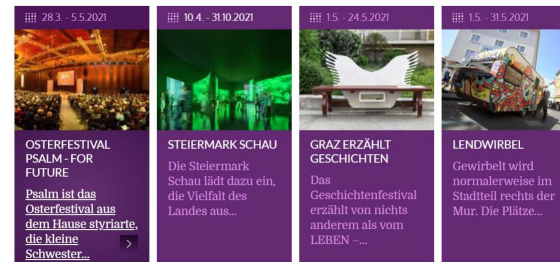 28.3. - 5.5.2021
OSTERFESTIVAL
PSALM - FOR
FUTURE
Psalm ist das
Osterfestival aus
dem Hause styriarte,
die kleine
Schwester...
10.4. - 31.10.2021
STEIERMARK SCHAU
Die Steiermark
Schau lädt dazu ein,
die Vielfalt des
Landes aus...
1.5. - 24.5.2021
GRAZ ERZÄHLT
GESCHICHTEN
Das
Geschichtenfestival
erzählt von nichts
anderem als vom
LEBEN –...
1.5. - 31.5.2021
LENDWIRBEL
Gewirbelt wird
normalerweise im
Stadtteil rechts der
Mur. Die Plätze...